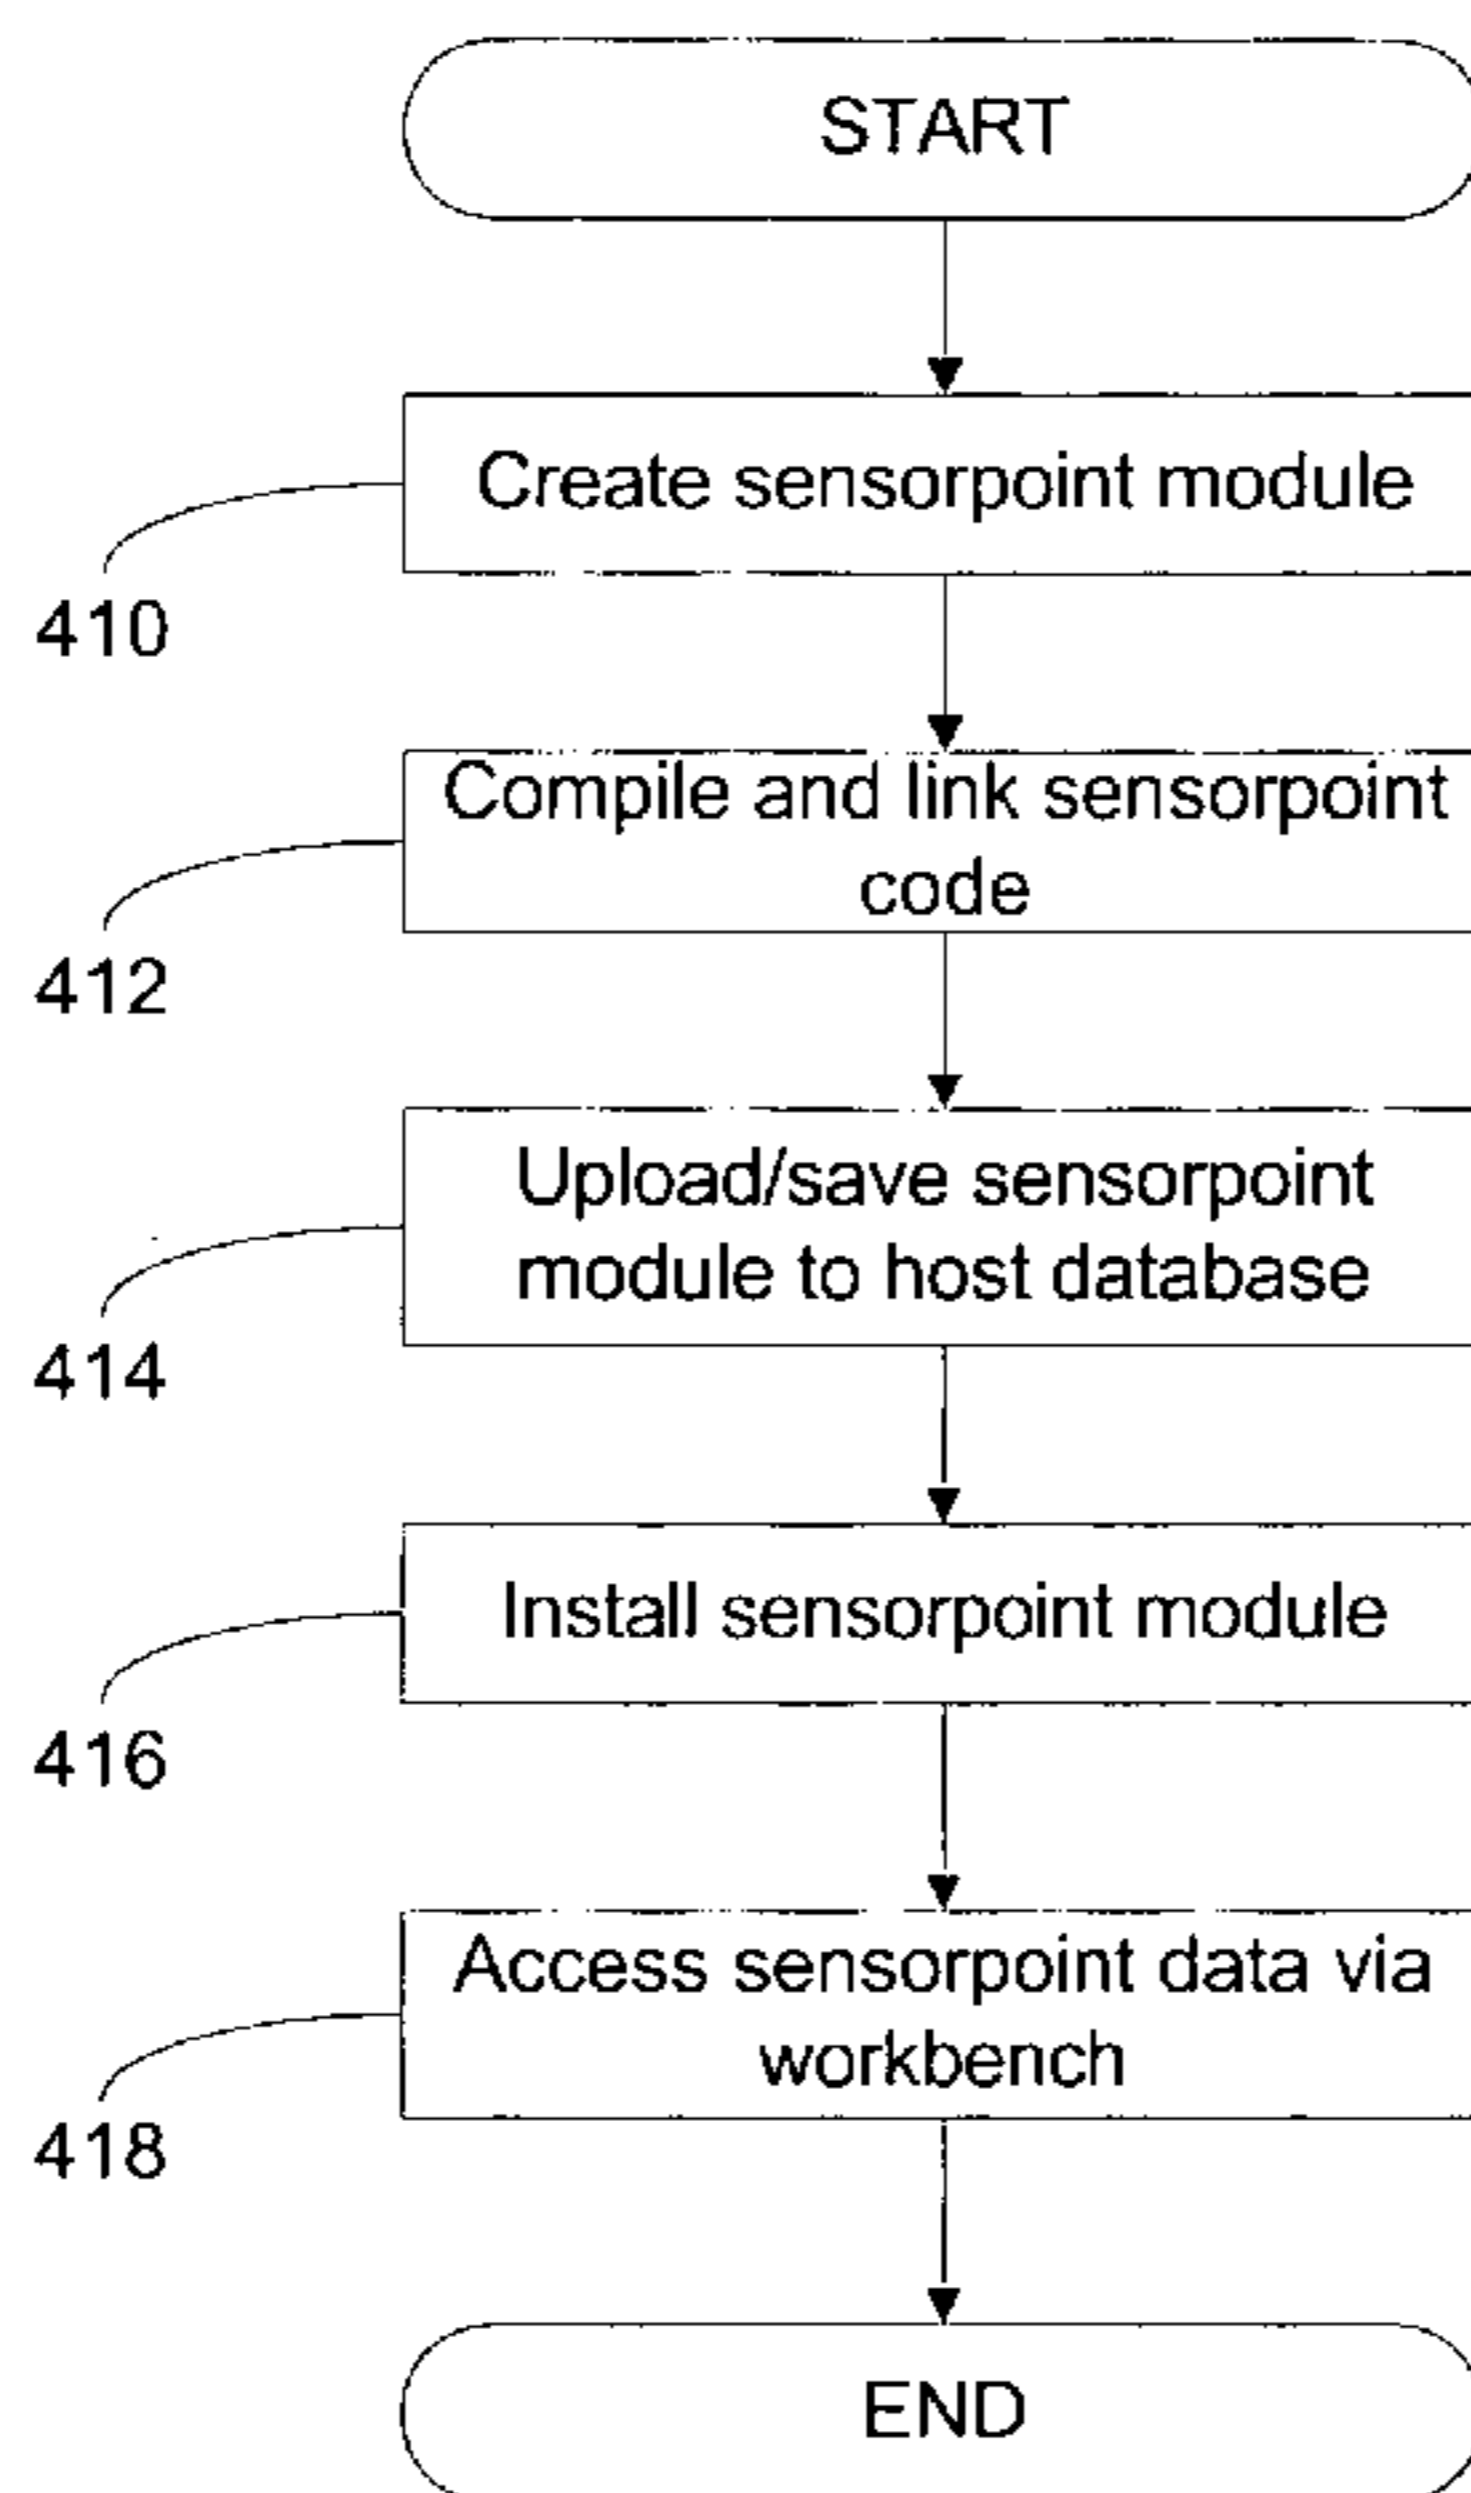 START
Create sensorpoint module
410
Compile and link sensorpoint
code
412
Upload/save sensorpoint
module to host database
414
Install sensorpoint module
416
Access sensorpoint data via
workbench
418
END